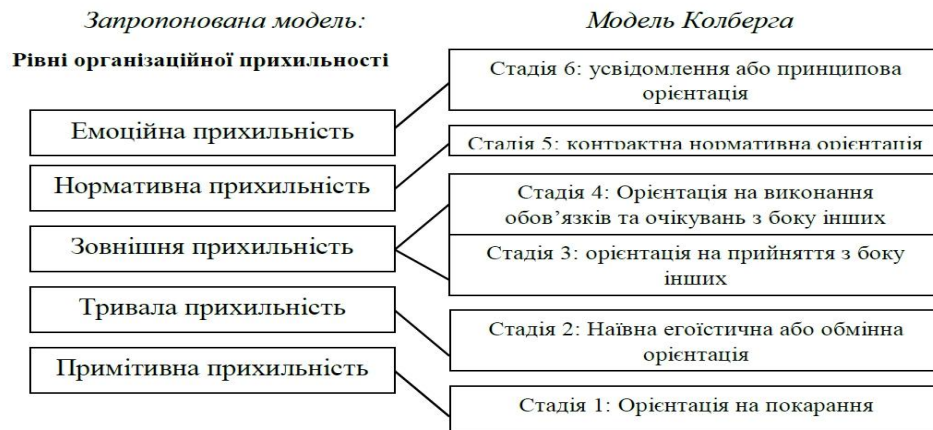 Запропонована модель:
Рівні організаційної прихильності
Емоційна прихильність
Нормативна прихильність
Зовнішня прихильність
Тривала прихильність
Примітивна прихильність
Модель Колберга
Стадія 6: усвідомлення або принципова
орієнтація
Стадія 5: контрактна нормативна орієнтація
Стадія 4: Орієнтація на виконання
обов’язків та очікувань з боку інших
Стадія 3: орієнтація на прийняття з боку
інших
Стадія 2: Наївна егоїстична або обмінна
орієнтація
Стадія 1: Орієнтація на покарання